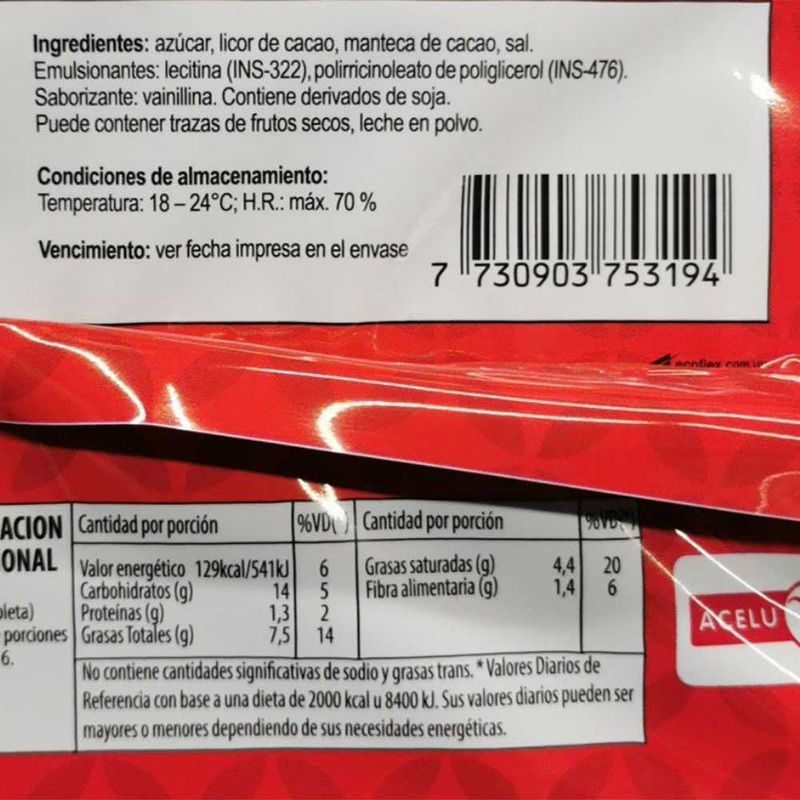 Ingredientes: azúcar, licor de cacao, manteca de cacao, sal.
Emulsionantes: lecitina (INS-322), polirricinoleato de poliglicerol (INS-476).
Saborizante: vainillina. Contiene derivados de soja.
Puede contener trazas de frutos secos, leche en polvo.
Condiciones de almacenamiento:
Temperatura: 18 – 24°C; H.R.: máx. 70 %
Vencimiento: ver fecha impresa en el envase
7 730903 753194
ACION
ONAL
pleta)
porciones
6.
Cantidad por porción %VD(*) Cantidad por porción %VD(*)
Valor energético 129kcal/541kJ 6 Grasas saturadas (g) 4,4 20
Carbohidratos (g) 14 5 Fibra alimentaria (g) 1,4 6
Proteínas (g) 1,3 2
Grasas Totales (g) 7,5 14
No contiene cantidades significativas de sodio y grasas trans. * Valores Diarios de
Referencia con base a una dieta de 2000 kcal u 8400 kJ. Sus valores diarios pueden ser
mayores o menores dependiendo de sus necesidades energéticas.
ACELU